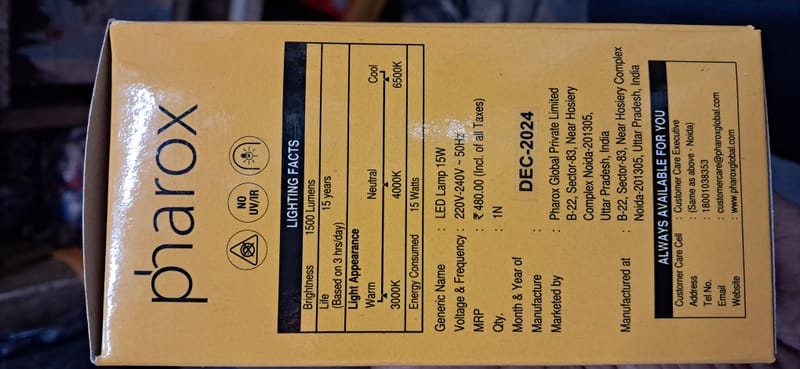 pharox
NO
UV/IR
LIGHTING FACTS
Brightness 1500 Lumens
Life 15 years
(Based on 3 hrs/day)
Light Appearance
Warm Neutral Cool
3000K 4000K 6500K
Energy Consumed 15 Watts
Generic Name : LED Lamp 15W
Voltage & Frequency : 220V-240V ~ 50Hz
MRP : ₹ 480.00 (Incl. of all Taxes)
Qty. : 1N
Month & Year of
Manufacture : DEC-2024
Marketed by : Pharox Global Private Limited
B-22, Sector-83, Near Hosiery
Complex Noida-201305,
Uttar Pradesh, India
Manufactured at : B-22, Sector-83, Near Hosiery Complex
Noida-201305, Uttar Pradesh, India
ALWAYS AVAILABLE FOR YOU
Customer Care Cell : Customer Care Executive
Address : (Same as above - Noida)
Tel No. : 18001038353
Email : customercare@pharoxglobal.com
Website : www.pharoxglobal.com